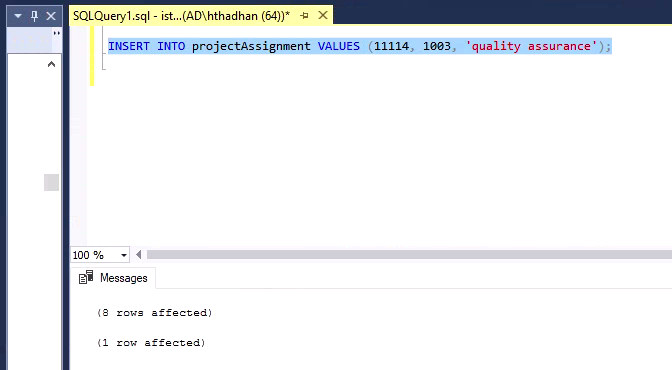 SQLQuery1.sql - ist...(AD\hthadhan (64))*
INSERT INTO projectAssignment VALUES (11114, 1003, 'quality assurance');
100 %
Messages
(8 rows affected)
(1 row affected)